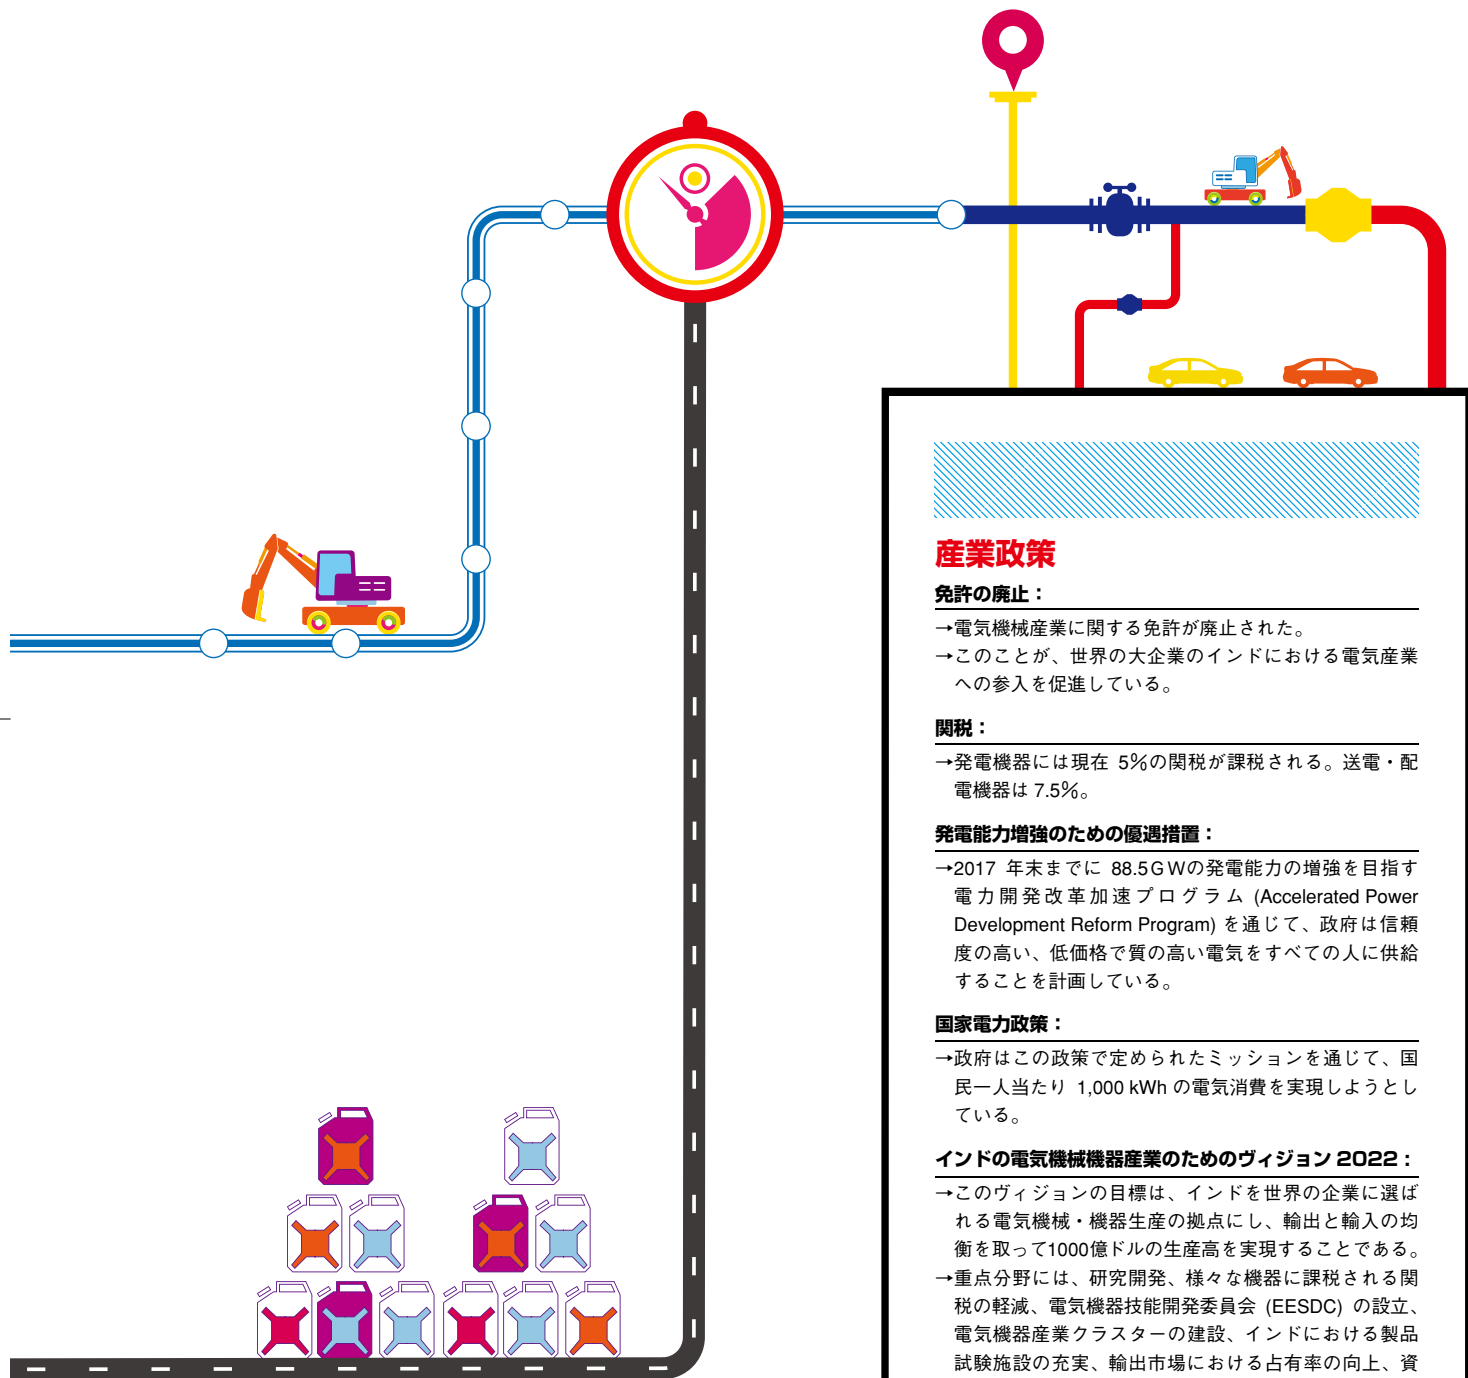 産業政策
免許の廃止：
→電気機械産業に関する免許が廃止された。
→このことが、世界の大企業のインドにおける電気産業
への参入を促進している。
関税：
→発電機器には現在 5％の関税が課税される。送電・配
電機器は 7.5％。
発電能力増強のための優遇措置：
→2017 年末までに 88.5ＧＷの発電能力の増強を目指す
電力開発改革加速プログラム (Accelerated Power
Development Reform Program) を通じて、政府は信頼
度の高い、低価格で質の高い電気をすべての人に供給
することを計画している。
国家電力政策：
→政府はこの政策で定められたミッションを通じて、国
民一人当たり 1,000 kWh の電気消費を実現しようとし
ている。
インドの電気機械機器産業のためのヴィジョン 2022：
→このヴィジョンの目標は、インドを世界の企業に選ば
れる電気機械・機器生産の拠点にし、輸出と輸入の均
衡を取って1000億ドルの生産高を実現することである。
→重点分野には、研究開発、様々な機器に課税される関
税の軽減、電気機器技能開発委員会 (EESDC) の設立、
電気機器産業クラスターの建設、インドにおける製品
試験施設の充実、輸出市場における占有率の向上、資